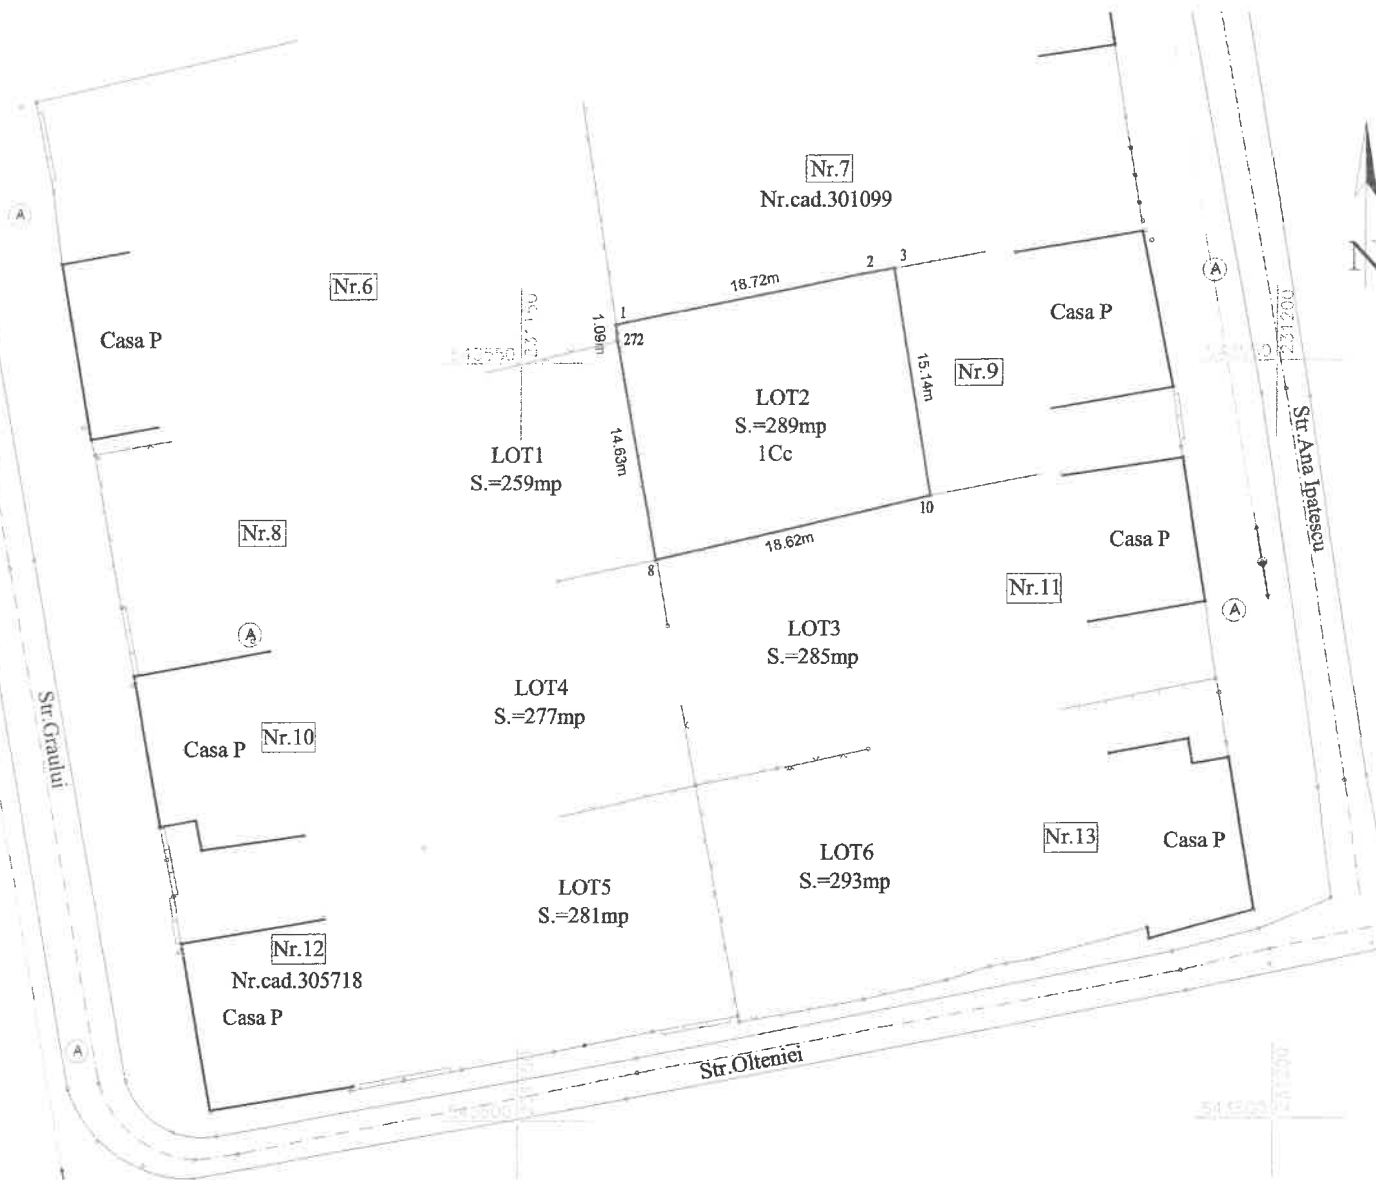 Nr.7
Nr.cad.301099
A
N
Nr.6
2
3
18.72m
A
Casa P
Casa P
1
1.09m
272
15.14m
Nr.9
LOT2
S.=289mp
1Cc
14.63m
LOT1
S.=259mp
Str.Ana Ipatescu
10
Nr.8
18.62m
Casa P
8
Nr.11
A
A
LOT3
S.=285mp
LOT4
S.=277mp
Str.Graului
Casa P
Nr.10
Nr.13
Casa P
LOT6
S.=293mp
LOT5
S.=281mp
Nr.12
Nr.cad.305718
Casa P
A
Str.Olteniei